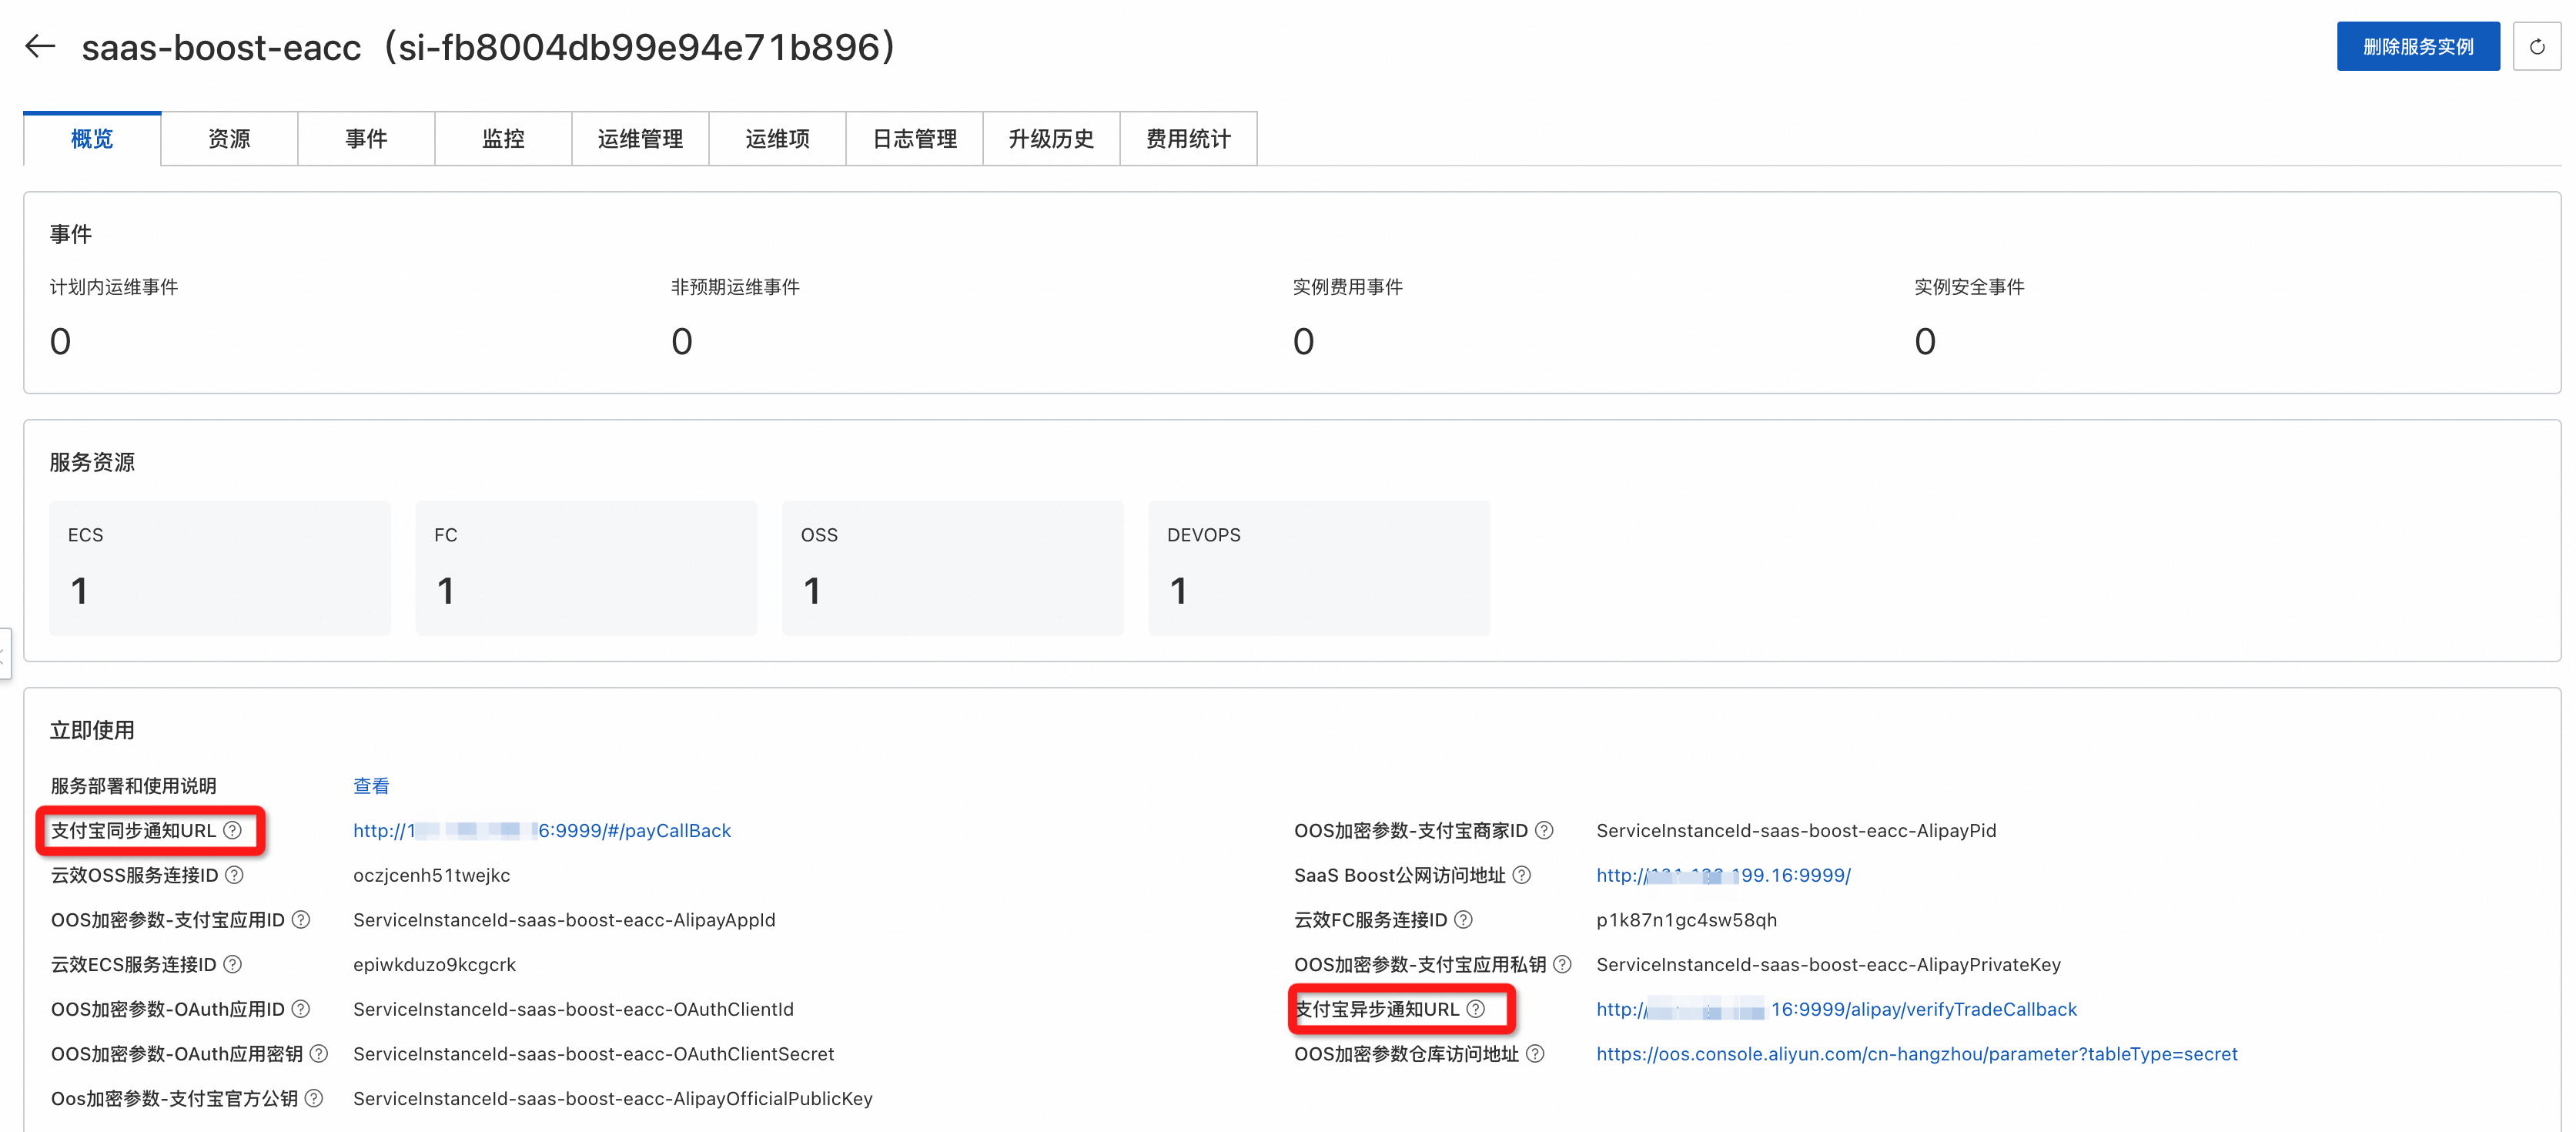 saas-boost-eacc（si-fb8004db99e94e71b896）
删除服务实例
概览 资源 事件 监控 运维管理 运维项 日志管理 升级历史 费用统计
事件
计划内运维事件 非预期运维事件 实例费用事件 实例安全事件
0 0 0 0
服务资源
ECS FC OSS DEVOPS
1 1 1 1
立即使用
服务部署和使用说明 查看
支付宝同步通知URL http://1 6:9999/#/payCallBack OOS加密参数-支付宝商家ID ServiceInstanceId-saas-boost-eacc-AlipayPid
云效OSS服务连接ID oczjcenh51twejkc SaaS Boost公网访问地址 http:// 99.16:9999/
OOS加密参数-支付宝应用ID ServiceInstanceId-saas-boost-eacc-AlipayAppId 云效FC服务连接ID p1k87n1gc4sw58qh
云效ECS服务连接ID epiwkduzo9kcgcrk OOS加密参数-支付宝应用私钥 ServiceInstanceId-saas-boost-eacc-AlipayPrivateKey
OOS加密参数-OAuth应用ID ServiceInstanceId-saas-boost-eacc-OAuthClientId 支付宝异步通知URL http:// 16:9999/alipay/verifyTradeCallback
OOS加密参数-OAuth应用密钥 ServiceInstanceId-saas-boost-eacc-OAuthClientSecret OOS加密参数仓库访问地址 https://oos.console.aliyun.com/cn-hangzhou/parameter?tableType=secret
Oos加密参数-支付宝官方公钥 ServiceInstanceId-saas-boost-eacc-AlipayOfficialPublicKey